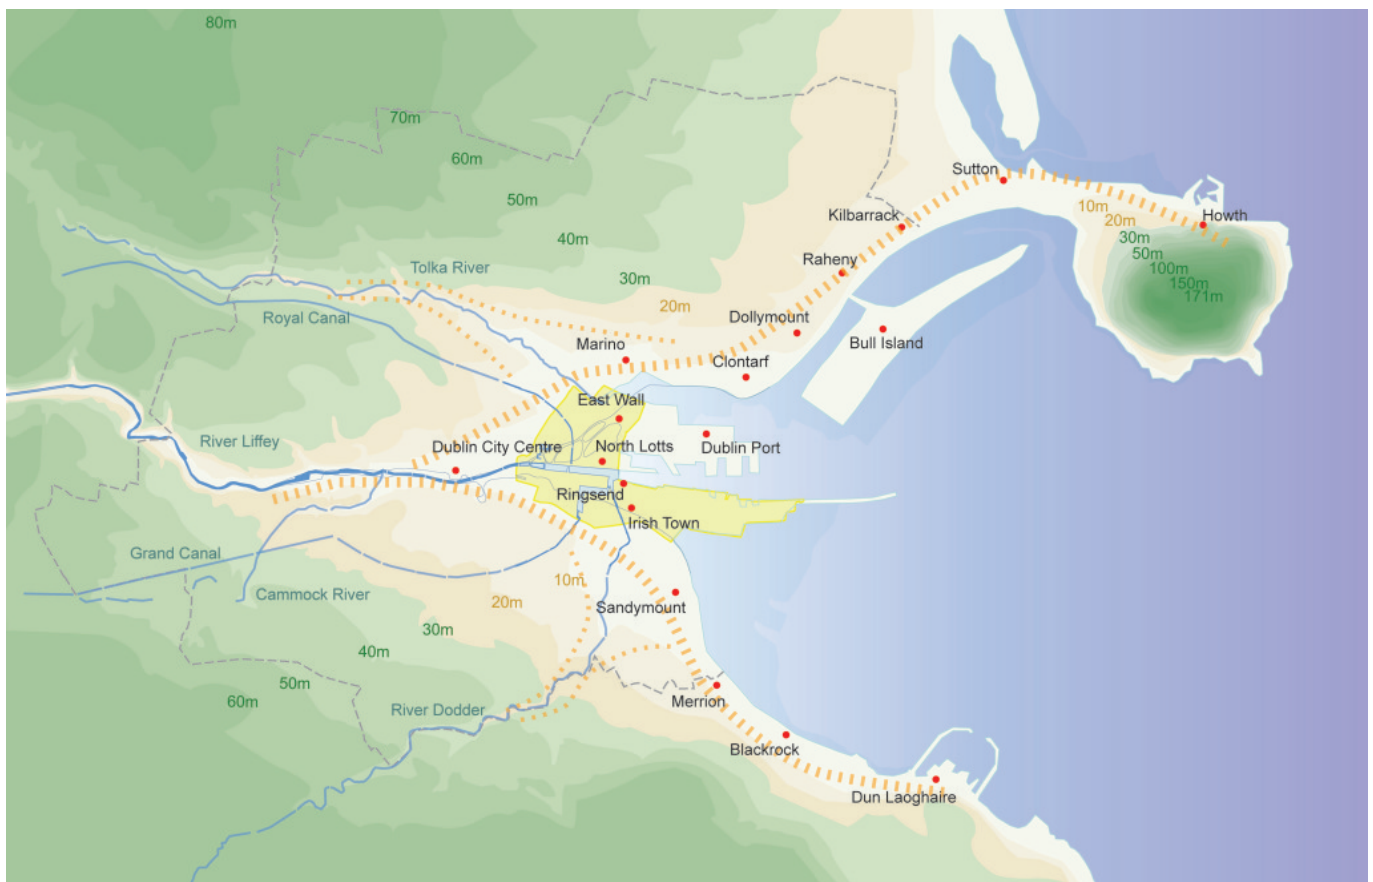 80m
70m
60m
50m
40m
30m
20m
Tolka River
Royal Canal
River Liffey
Grand Canal
Cammock River
River Dodder
Sutton
Kilbarrack
Raheny
Dollymount
Bull Island
Marino
Clontarf
Howth
10m
20m
30m
50m
100m
150m
171m
East Wall
Dublin City Centre
North Lotts
Dublin Port
Ringsend
Irish Town
10m
20m
30m
40m
50m
60m
Sandymount
Merrion
Blackrock
Dun Laoghaire